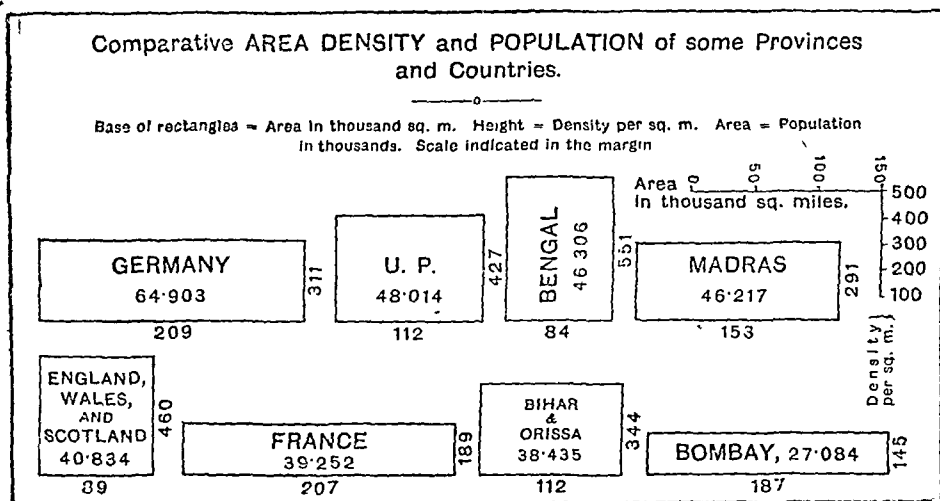 Comparative AREA DENSITY and POPULATION of some Provinces
and Countries.
Base of rectangles = Area in thousand sq. m. Height = Density per sq. m. Area = Population
in thousands. Scale indicated in the margin
Area
in thousand sq. miles.
0 50 100 150
500
400
300
200
100
Density
per sq. m.
GERMANY
64·903
311
209
U. P.
48·014
427
112
BENGAL
46 306
551
84
MADRAS
46·217
291
153
ENGLAND,
WALES,
AND
SCOTLAND
40·834
460
89
FRANCE
39·252
189
207
BIHAR
&
ORISSA
38·435
344
112
BOMBAY, 27·084
145
187